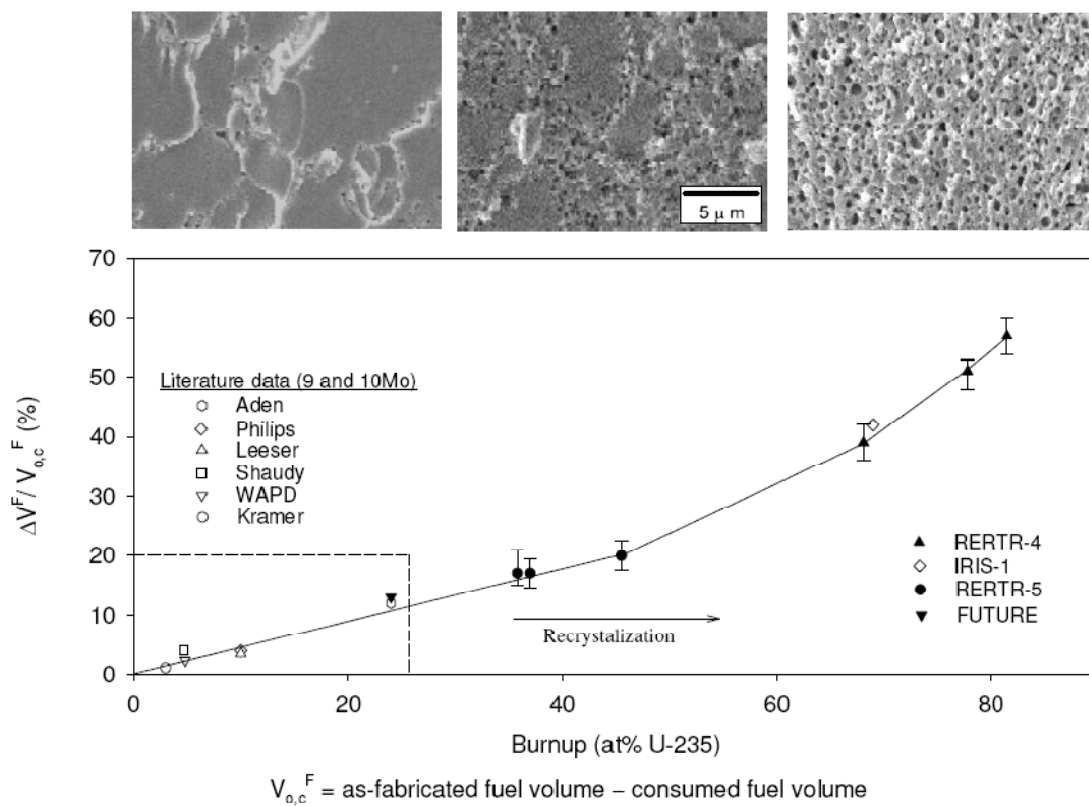 5 μ m
70
60
50
40
30
20
10
0
ΔV^F/ V_{o,c}^F (%)
Literature data (9 and 10Mo)
Aden
Philips
Leeser
Shaudy
WAPD
Kramer
RERTR-4
IRIS-1
RERTR-5
FUTURE
Recrystalization
0 20 40 60 80
Burnup (at% U-235)
V_{o,c}^F = as-fabricated fuel volume – consumed fuel volume